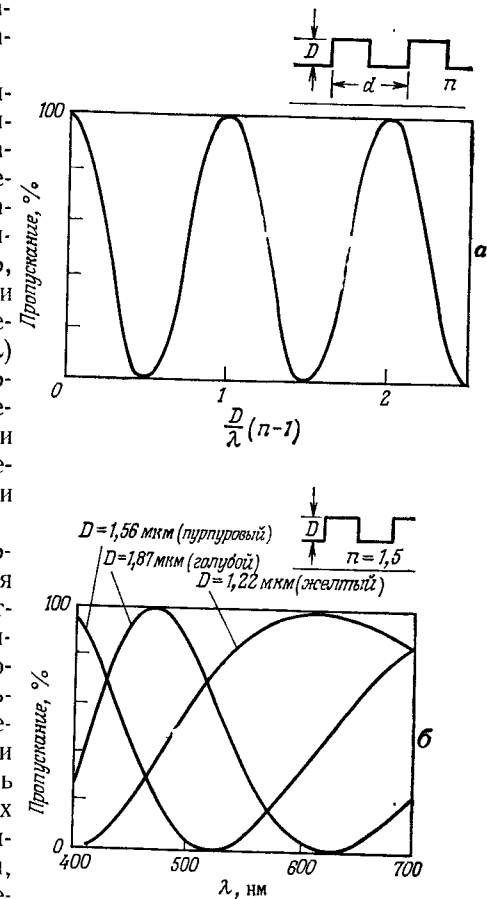 D
d
n
100
Пропускание, %
0
1
2
D/λ (n-1)
а
D=1,56 мкм (пурпуровый)
D=1,87 мкм (голубой)
D=1,22 мкм (желтый)
D
n=1,5
100
Пропускание, %
0
400
500
600
700
λ, нм
б